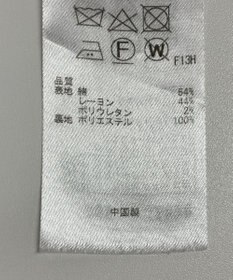 F
W
F13H
品質
表地 綿 54%
レーヨン 44%
ポリウレタン 2%
裏地 ポリエステル 100%
中国製